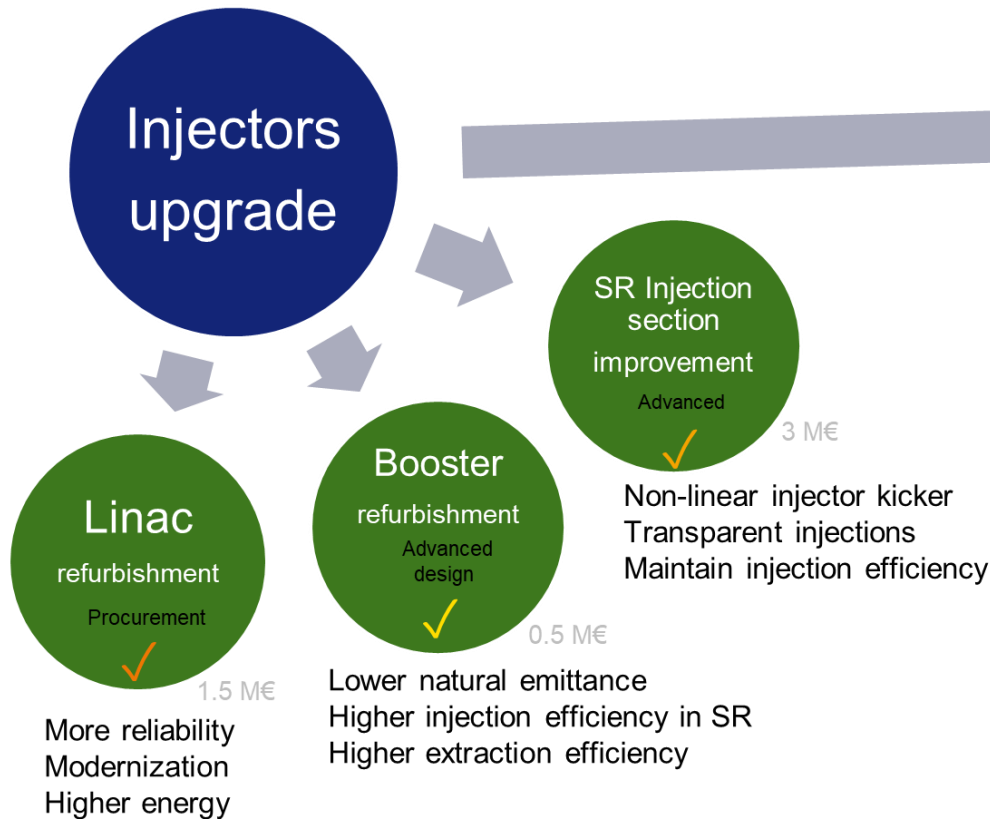 Injectors
upgrade
SR Injection
section
improvement
Advanced
3 M€
Non-linear injector kicker
Transparent injections
Maintain injection efficiency
Booster
refurbishment
Advanced
design
0.5 M€
Lower natural emittance
Higher injection efficiency in SR
Higher extraction efficiency
Linac
refurbishment
Procurement
1.5 M€
More reliability
Modernization
Higher energy